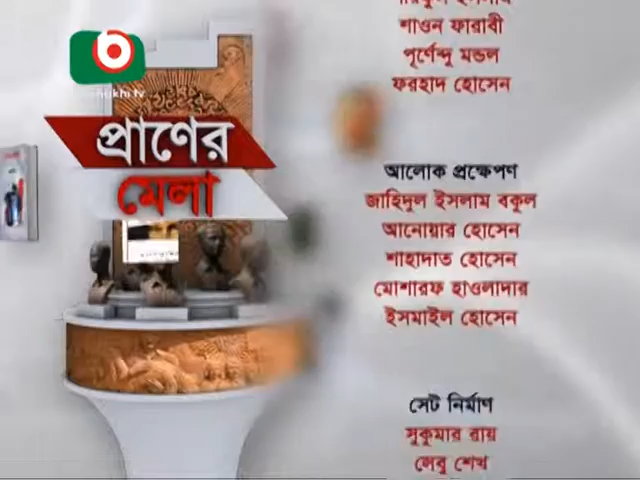 শাওন ফারাবী
পূর্ণেন্দু মন্ডল
ফরহাদ হোসেন
প্রাণের
মেলা
আলোক প্রক্ষেপণ
জাহিদুল ইসলাম বকুল
আনোয়ার হোসেন
শাহাদাত হোসেন
মোশারফ হাওলাদার
ইসমাইল হোসেন
সেট নির্মাণ
সুকুমার রায়
লেবু শেখ